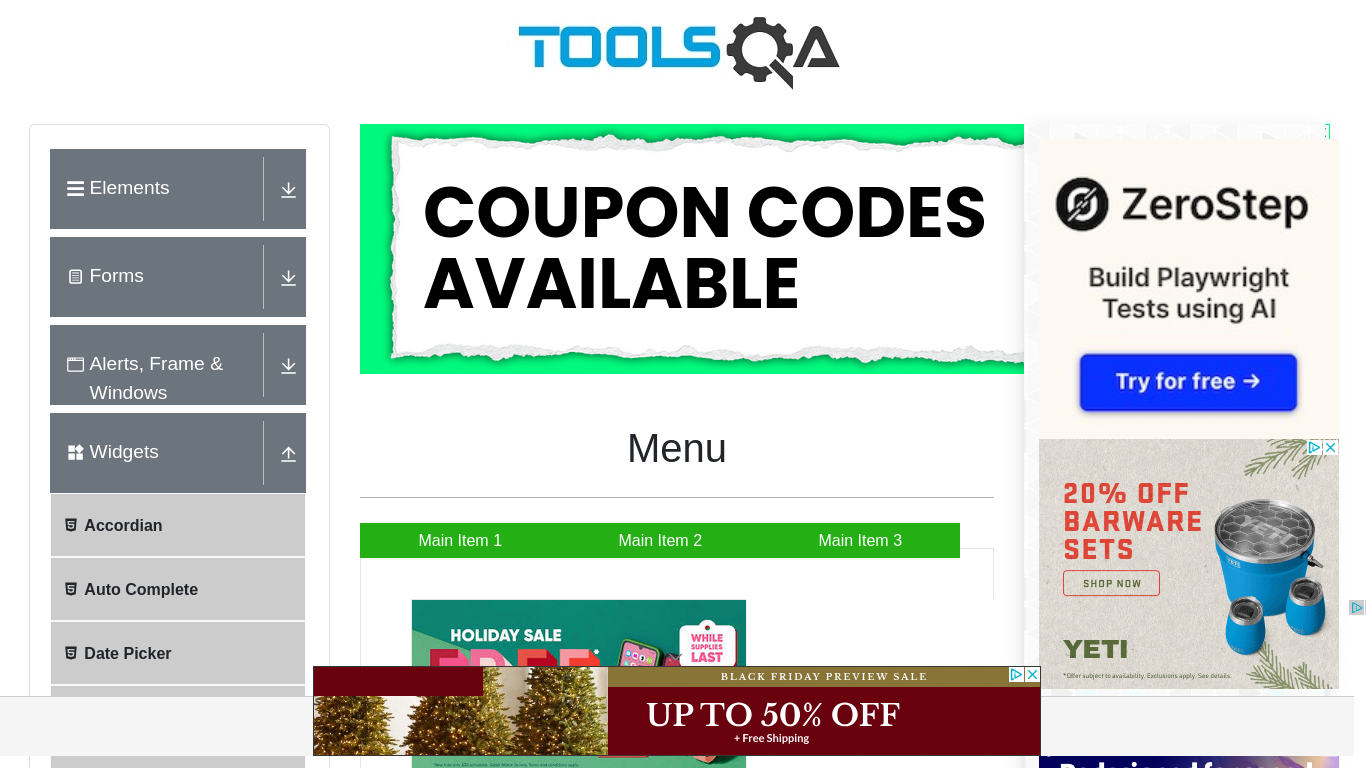 TOOLSQA
Elements
Forms
Alerts, Frame &
Windows
Widgets
Accordian
Auto Complete
Date Picker
COUPON CODES
AVAILABLE
Menu
Main Item 1
Main Item 2
Main Item 3
HOLIDAY SALE
FREE*
WHILE
SUPPLIES
LAST
BLACK FRIDAY PREVIEW SALE
UP TO 50% OFF
+ Free Shipping
ZeroStep
Build Playwright
Tests using AI
Try for free →
20% OFF
BARWARE
SETS
SHOP NOW
YETI
YETI
YETI
*Offer subject to availability. Exclusions apply. See details.